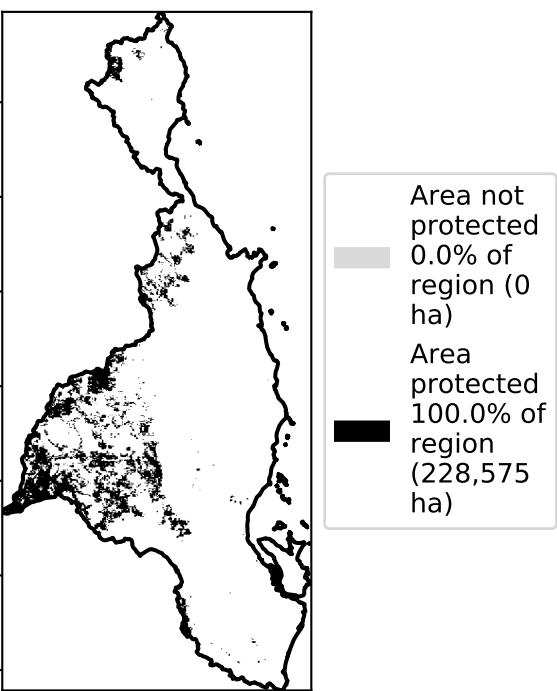 Area not
protected
0.0% of
region (0
ha)
Area
protected
100.0% of
region
(228,575
ha)